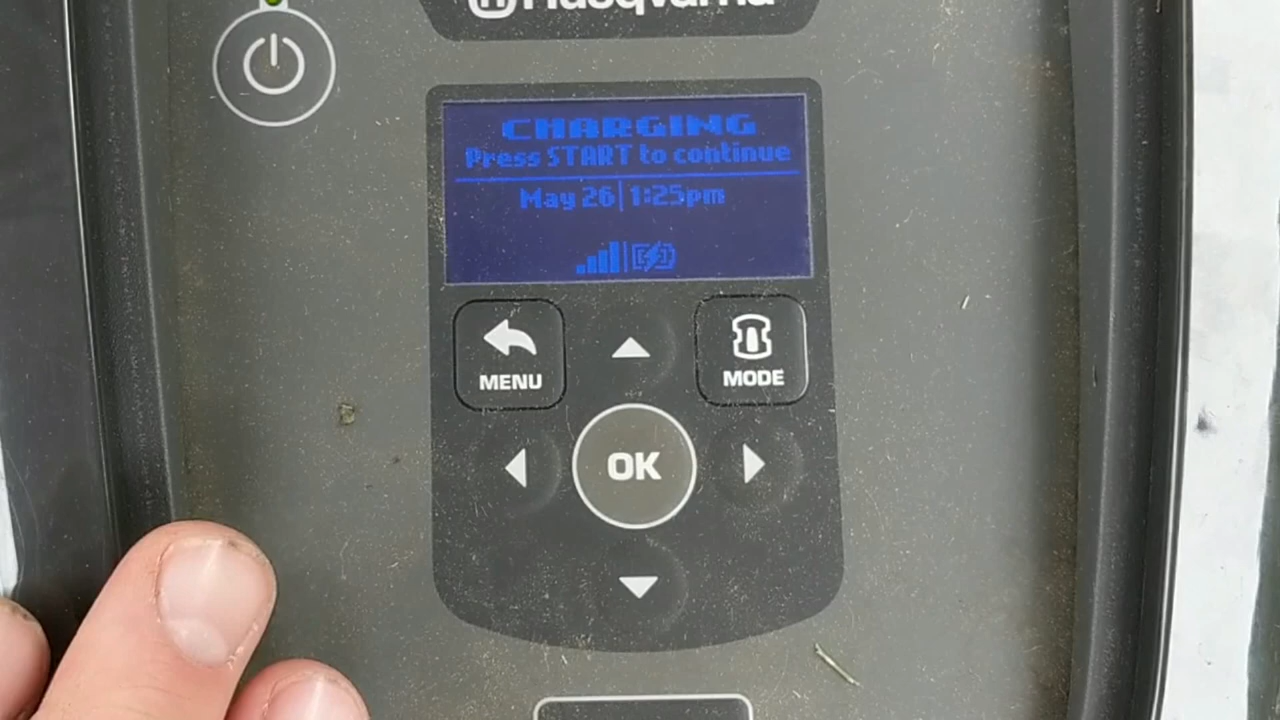 Husqvarna
CHARGING
Press START to continue
May 26|1:25pm
MENU
MODE
OK